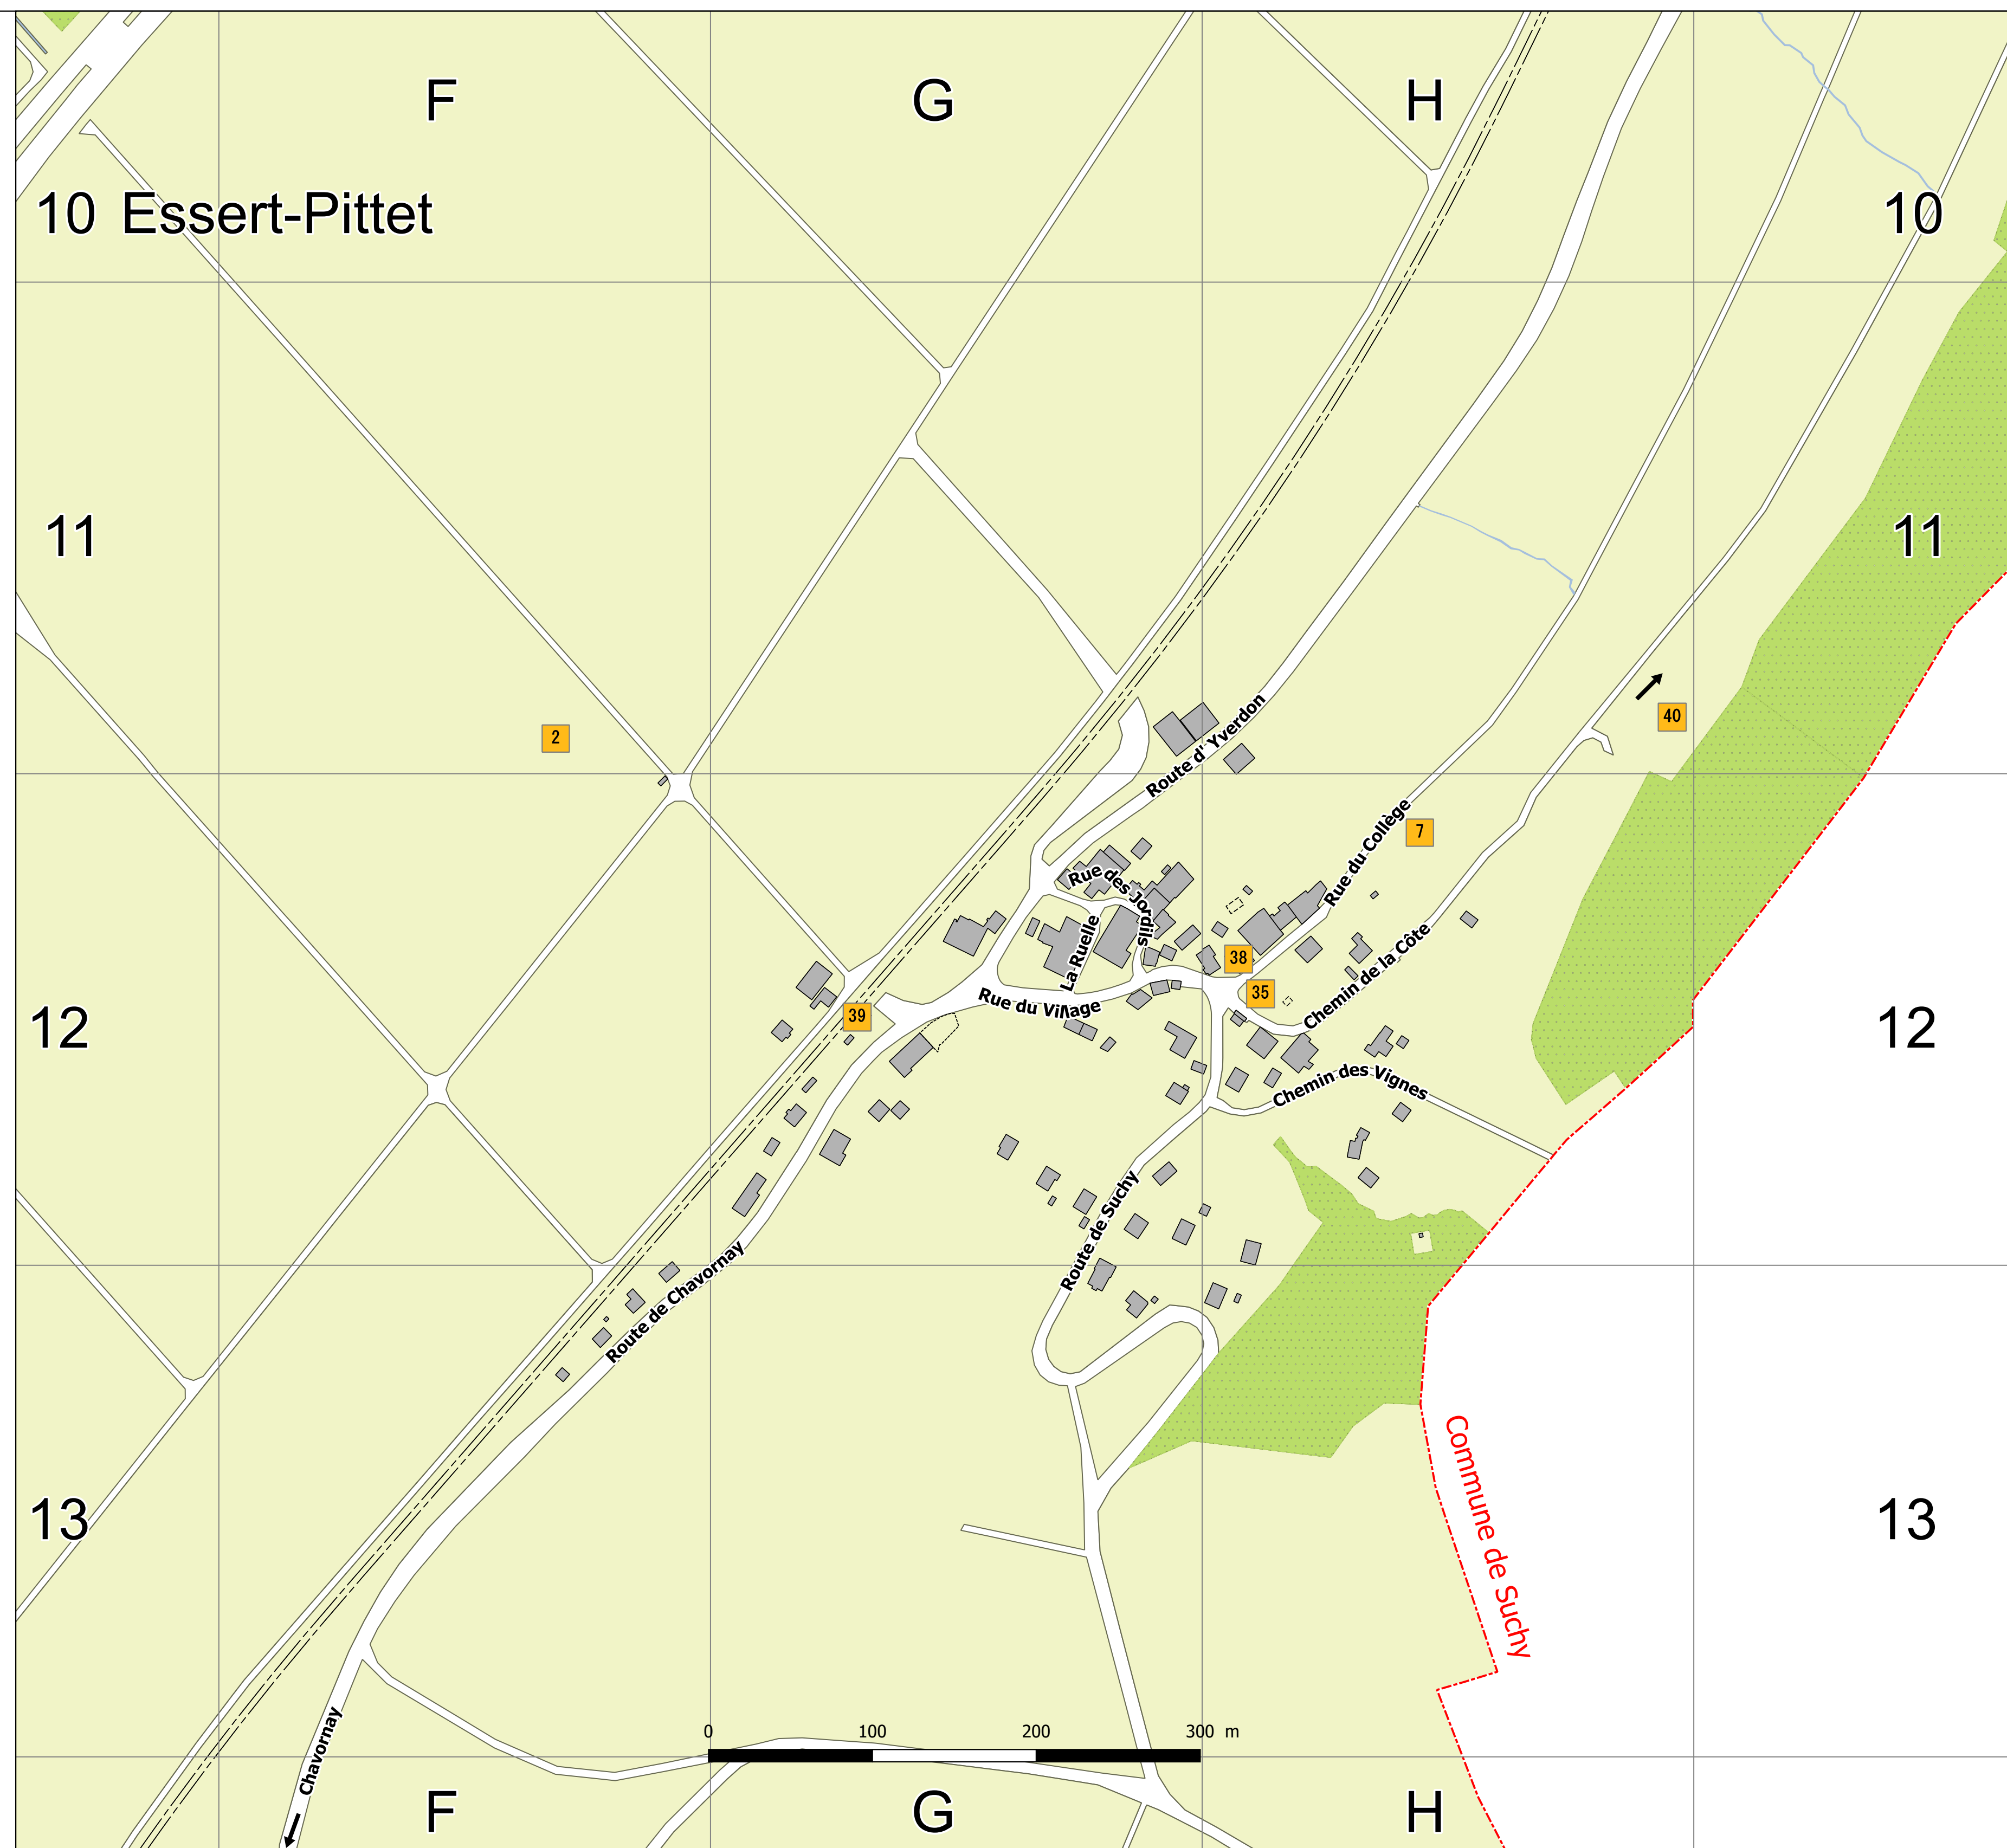 F G H
10 Essert-Pittet 10
11 11
2
40
Route d'Yverdon
7
Rue du Collège
Rue des Jordils
La Ruelle
38
Chemin de la Côte
35
Rue du Village
39
12 12
Chemin des Vignes
Route de Suchy
Route de Chavornay
Commune de Suchy
13 13
Chavornay
0 100 200 300 m
F G H